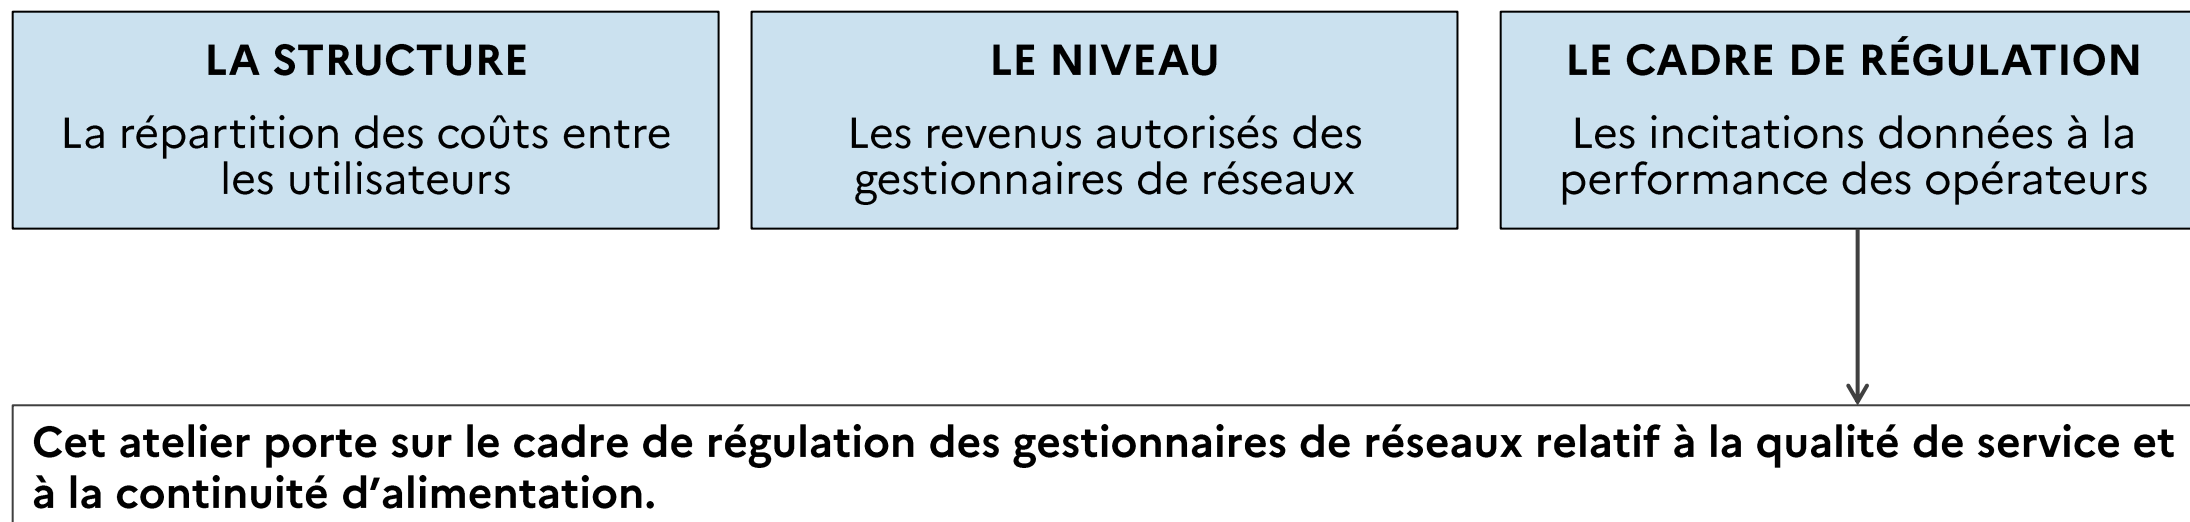 LA STRUCTURE
La répartition des coûts entre
les utilisateurs
LE NIVEAU
Les revenus autorisés des
gestionnaires de réseaux
LE CADRE DE RÉGULATION
Les incitations données à la
performance des opérateurs
Cet atelier porte sur le cadre de régulation des gestionnaires de réseaux relatif à la qualité de service et
à la continuité d’alimentation.